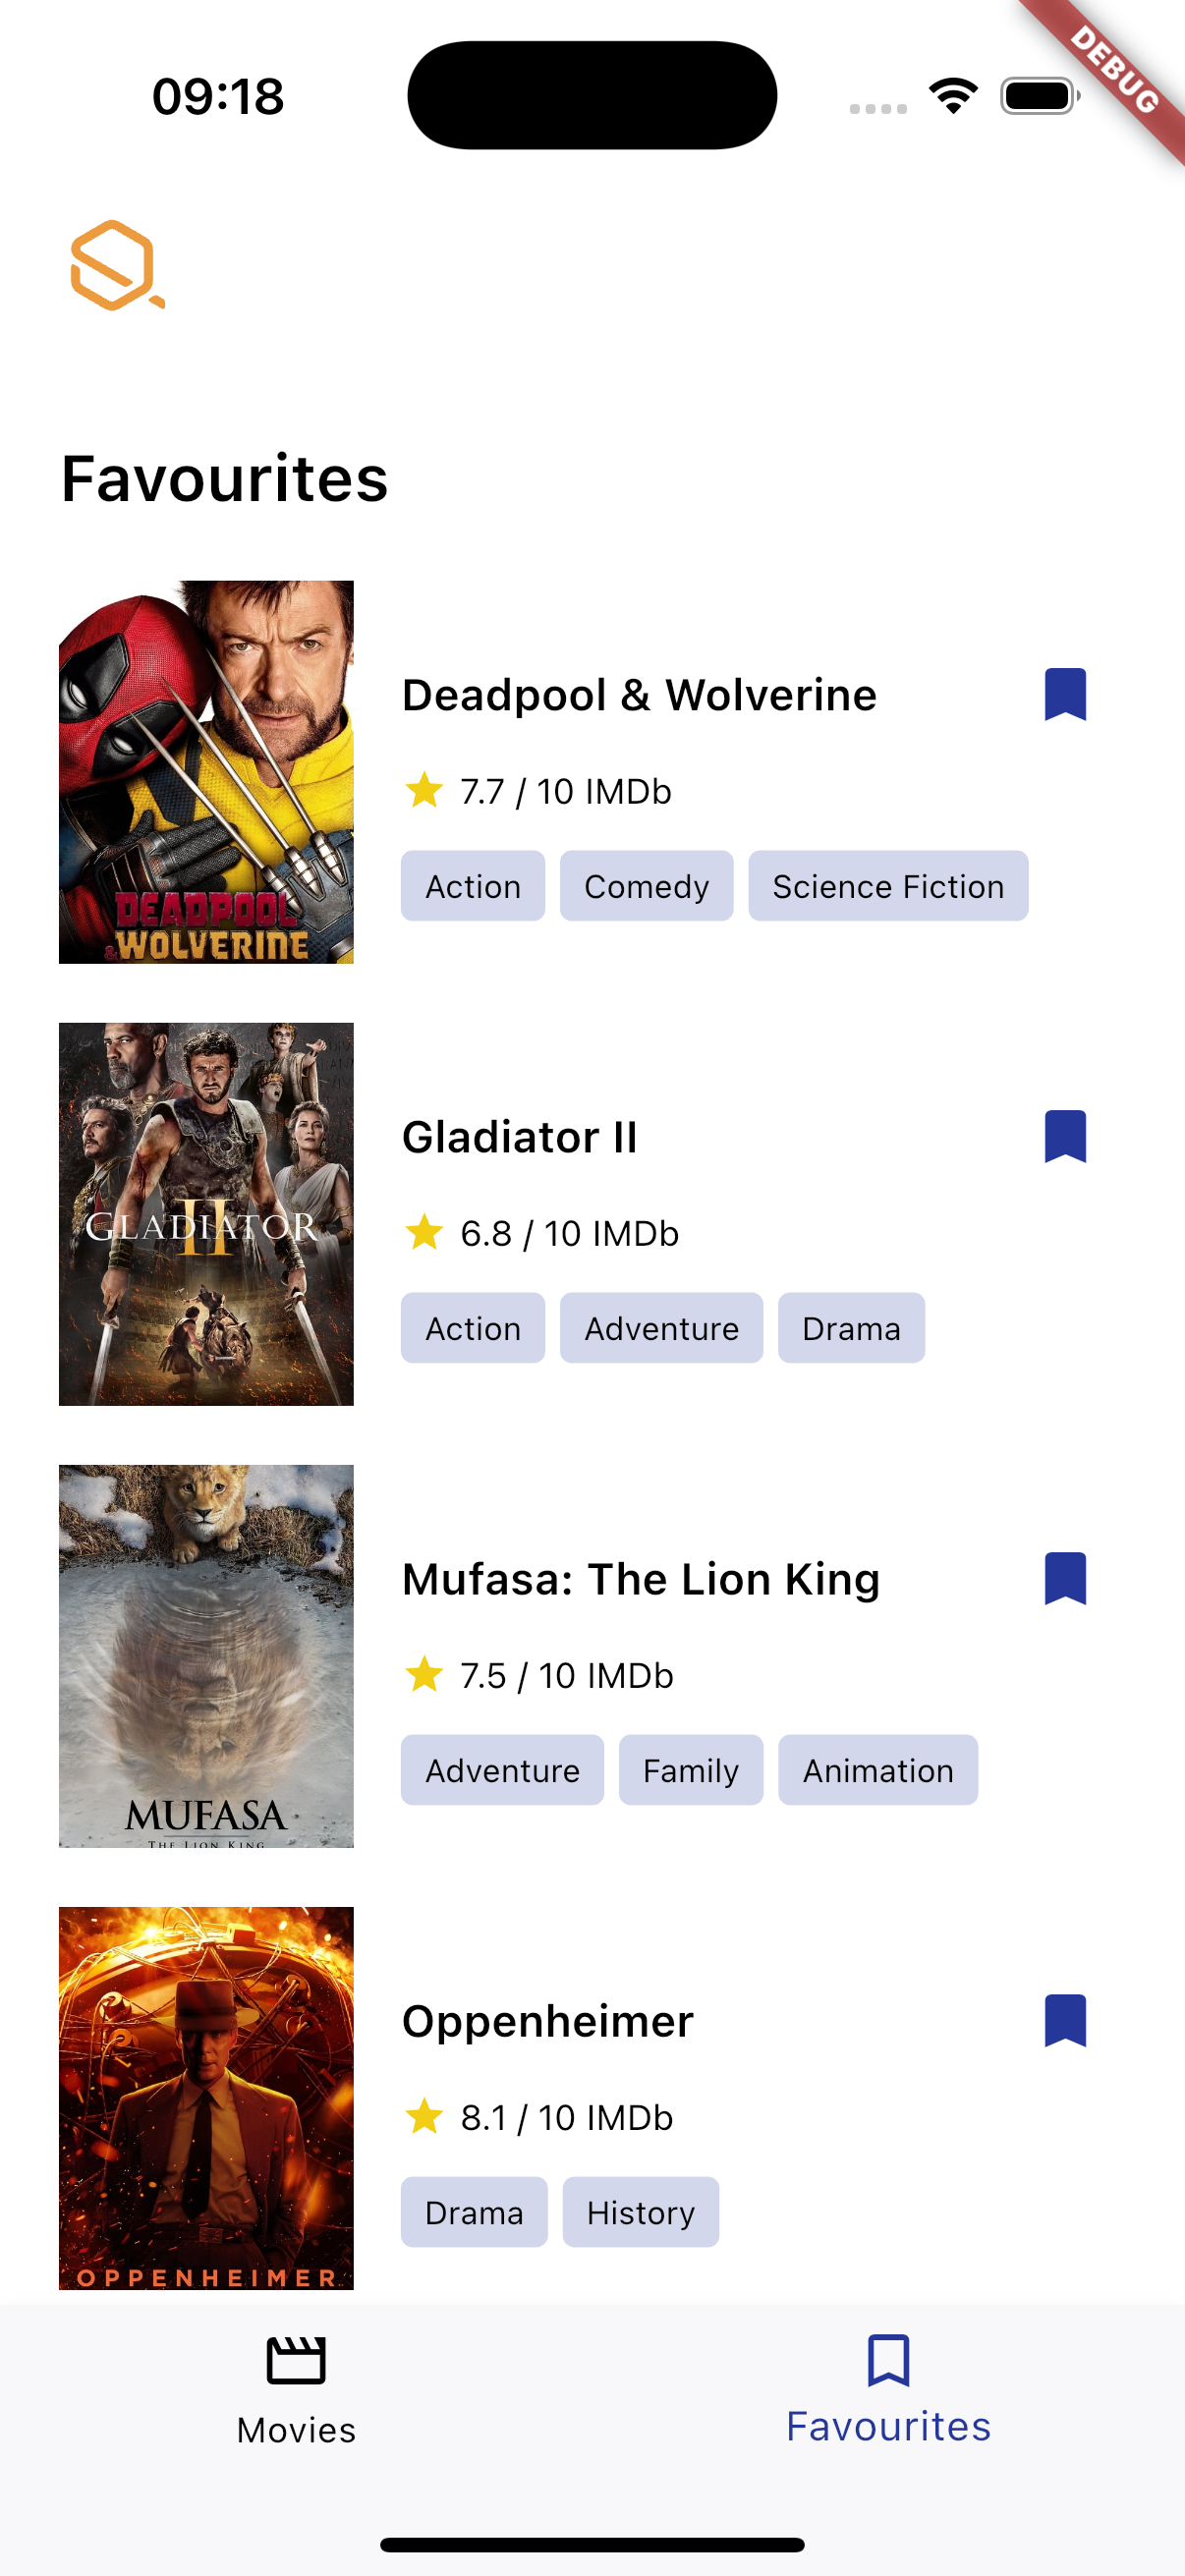 09:18
DEBUG
Favourites
DEADPOOL
& WOLVERINE
Deadpool & Wolverine
7.7 / 10 IMDb
Action
Comedy
Science Fiction
GLADIATOR
II
Gladiator II
6.8 / 10 IMDb
Action
Adventure
Drama
MUFASA
THE LION KING
Mufasa: The Lion King
7.5 / 10 IMDb
Adventure
Family
Animation
OPPENHEIMER
Oppenheimer
8.1 / 10 IMDb
Drama
History
Movies
Favourites